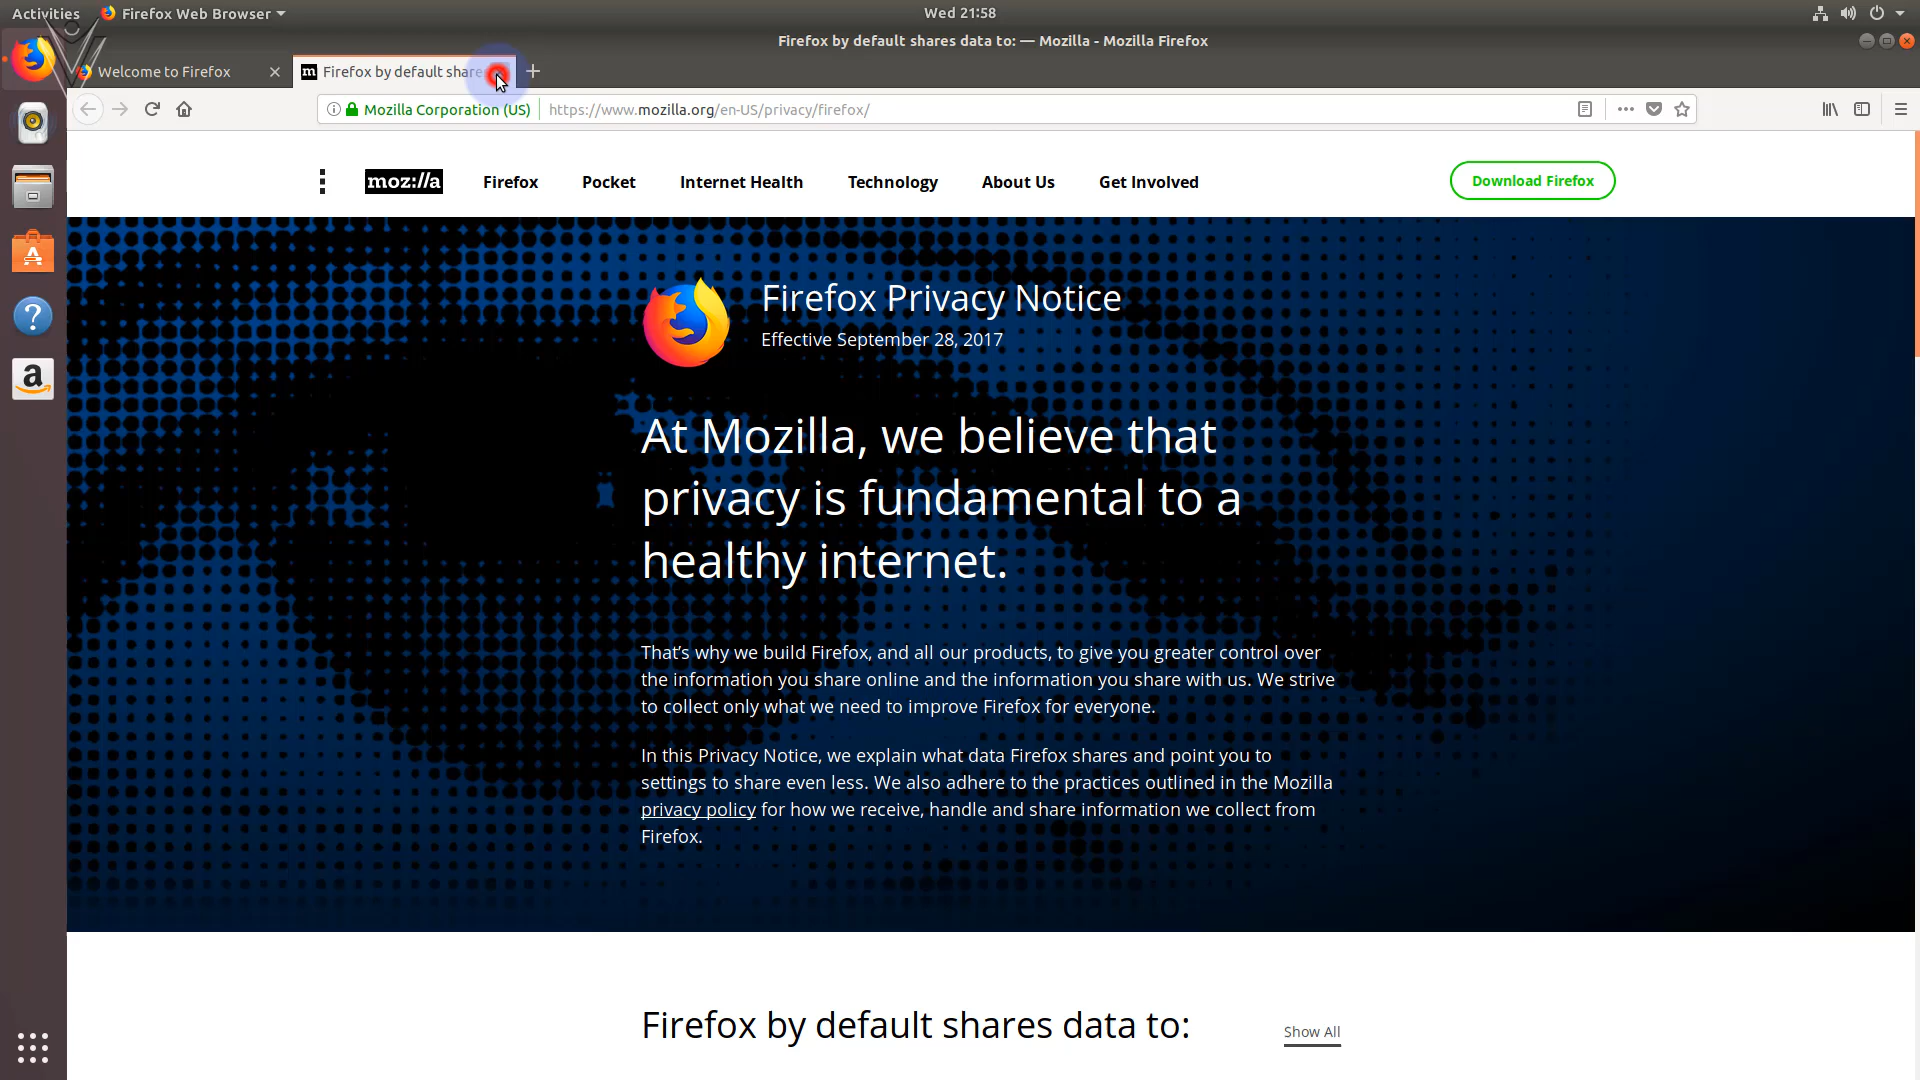 Activities
Firefox Web Browser
Wed 21:58
Firefox by default shares data to: — Mozilla - Mozilla Firefox
Welcome to Firefox
m Firefox by default share
Mozilla Corporation (US)
https://www.mozilla.org/en-US/privacy/firefox/
moz://a
Firefox
Pocket
Internet Health
Technology
About Us
Get Involved
Download Firefox
Firefox Privacy Notice
Effective September 28, 2017
At Mozilla, we believe that
privacy is fundamental to a
healthy internet.
That’s why we build Firefox, and all our products, to give you greater control over
the information you share online and the information you share with us. We strive
to collect only what we need to improve Firefox for everyone.
In this Privacy Notice, we explain what data Firefox shares and point you to
settings to share even less. We also adhere to the practices outlined in the Mozilla
privacy policy for how we receive, handle and share information we collect from
Firefox.
Firefox by default shares data to:
Show All